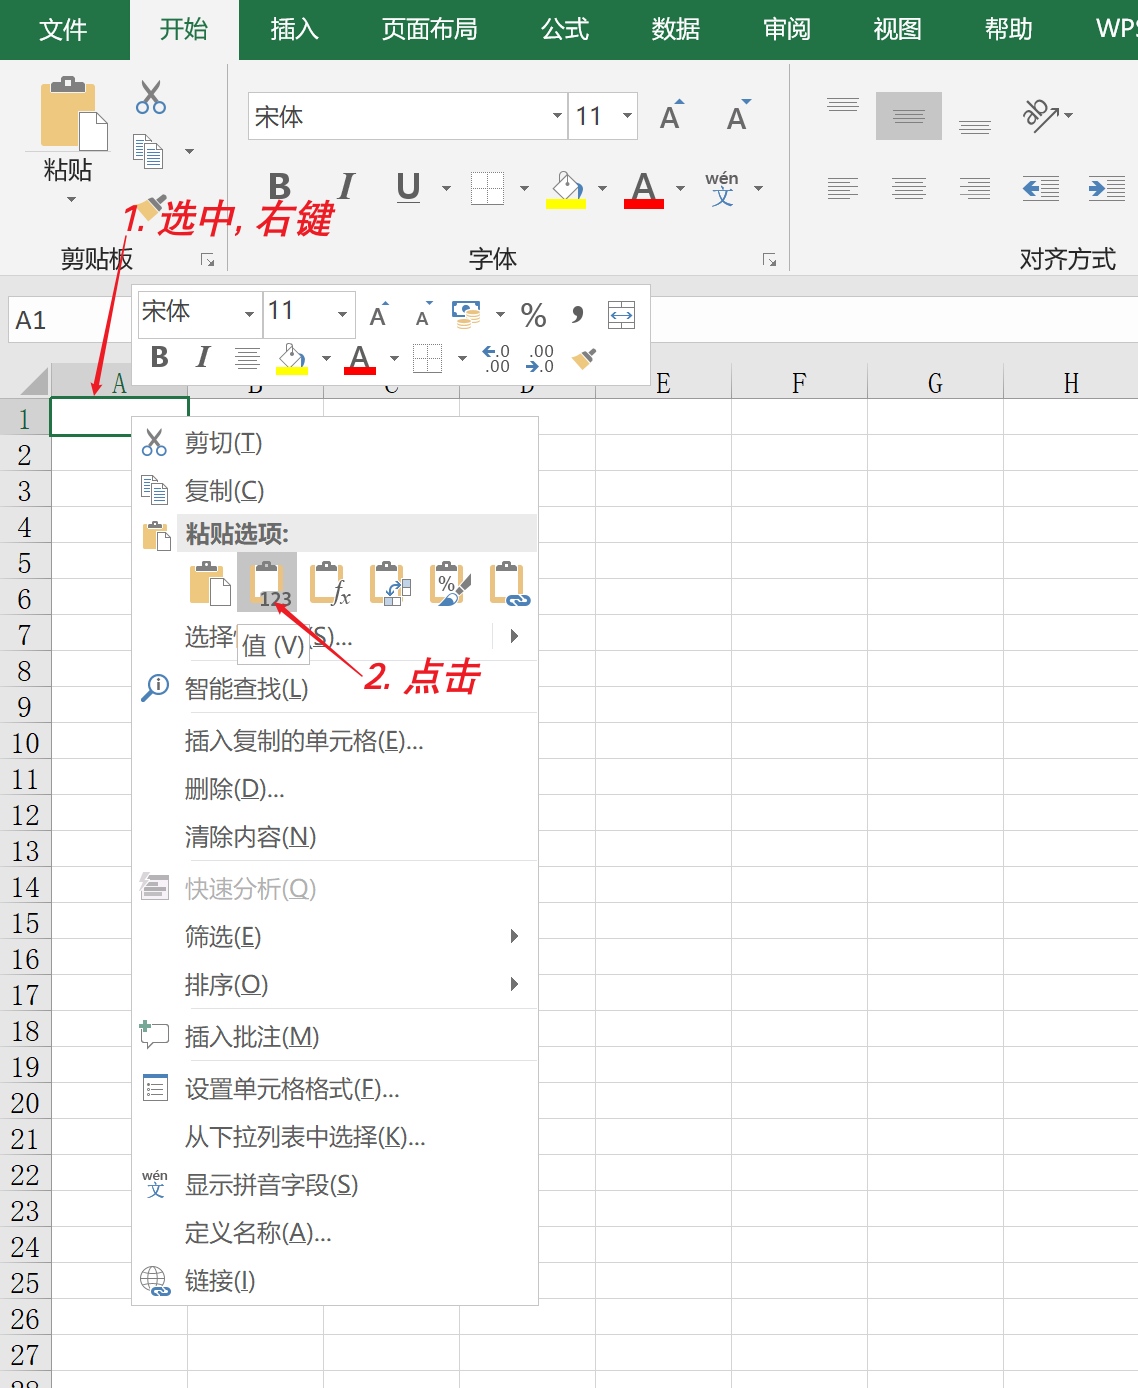 文件 开始 插入 页面布局 公式 数据 审阅 视图 帮助 WPS
宋体 11 A A
粘贴
B I U A wén 文
1. 选中, 右键
剪贴板 字体 对齐方式
宋体 11 A A % ,
A1
B I A .0 .00 .00 .0
A B C D E F G H
1
剪切(T)
2
复制(C)
3
粘贴选项:
4
5
123 fx %
6
选择 (S)...
7
值 (V)
2. 点击
8
智能查找(L)
9
插入复制的单元格(E)...
10
删除(D)...
11
12
清除内容(N)
13
快速分析(Q)
14
筛选(E)
15
16
排序(O)
17
插入批注(M)
18
19
设置单元格格式(F)...
20
从下拉列表中选择(K)...
21
wén 文 显示拼音字段(S)
22
23
定义名称(A)...
24
链接(I)
25
26
27
28